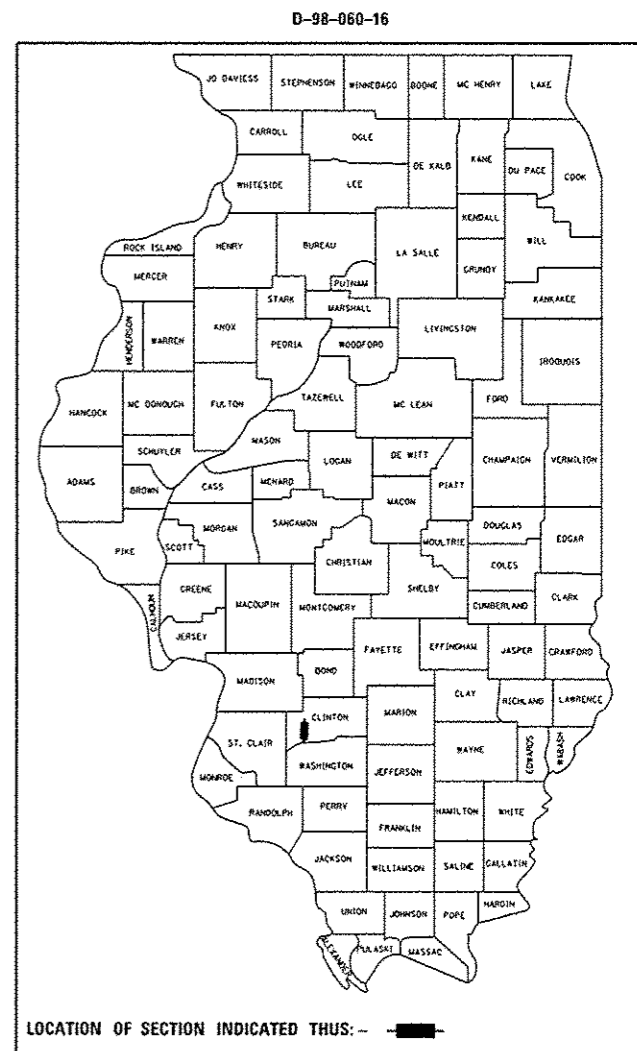 D-98-060-16
JO DAVIESS STEPHENSON WINNEBAGO BOONE MC HENRY LAKE
CARROLL OGLE DE KALB KANE DU PAGE COOK
WHITESIDE LEE
KENDALL WILL
ROCK ISLAND HENRY BUREAU LA SALLE GRUNDY
MERCER PUTNAM KANKAKEE
STARK MARSHALL
HENDERSON WARREN KNOX PEORIA WOODFORD LIVINGSTON IROQUOIS
HANCOCK MC DONOUGH FULTON TAZEWELL MC LEAN FORD
SCHUYLER MASON LOGAN DE WITT CHAMPAIGN VERMILION
ADAMS BROWN CASS MENARD MACON PIATT
PIKE SCOTT MORGAN SANGAMON CHRISTIAN MOULTRIE DOUGLAS EDGAR
COLES
CALHOUN GREENE MACOUPIN MONTGOMERY SHELBY CUMBERLAND CLARK
JERSEY
FAYETTE EFFINGHAM JASPER CRAWFORD
MADISON BOND CLAY RICHLAND LAWRENCE
CLINTON MARION
ST. CLAIR WAYNE EDWARDS WABASH
MONROE WASHINGTON JEFFERSON
RANDOLPH PERRY HAMILTON WHITE
FRANKLIN
JACKSON WILLIAMSON SALINE GALLATIN
UNION JOHNSON POPE HARDIN
ALEXANDER PULASKI MASSAC
LOCATION OF SECTION INDICATED THUS: -